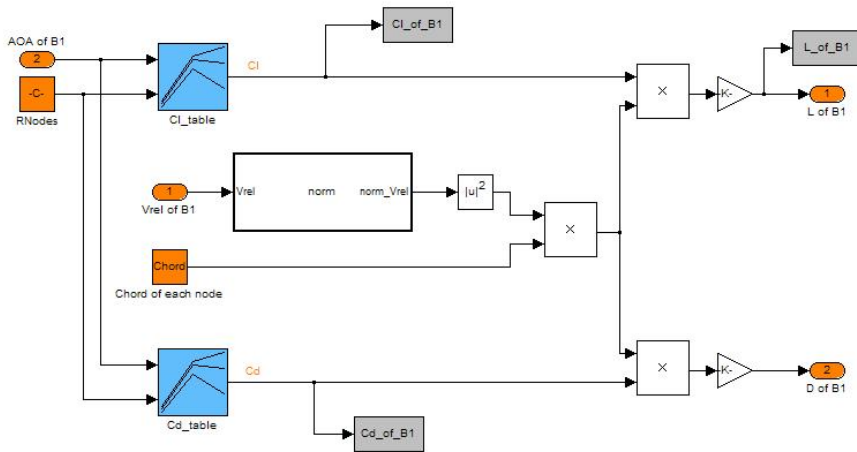 Cl_of_B1
AOA of B1
2
L_of_B1
-C-
Cl
RNodes
Cl_table
×
K-
1
L of B1
1
Vrel of B1
Vrel
norm
norm_Vrel
|u|²
×
Chord
Chord of each node
Cd
Cd_table
×
K-
2
D of B1
Cd_of_B1